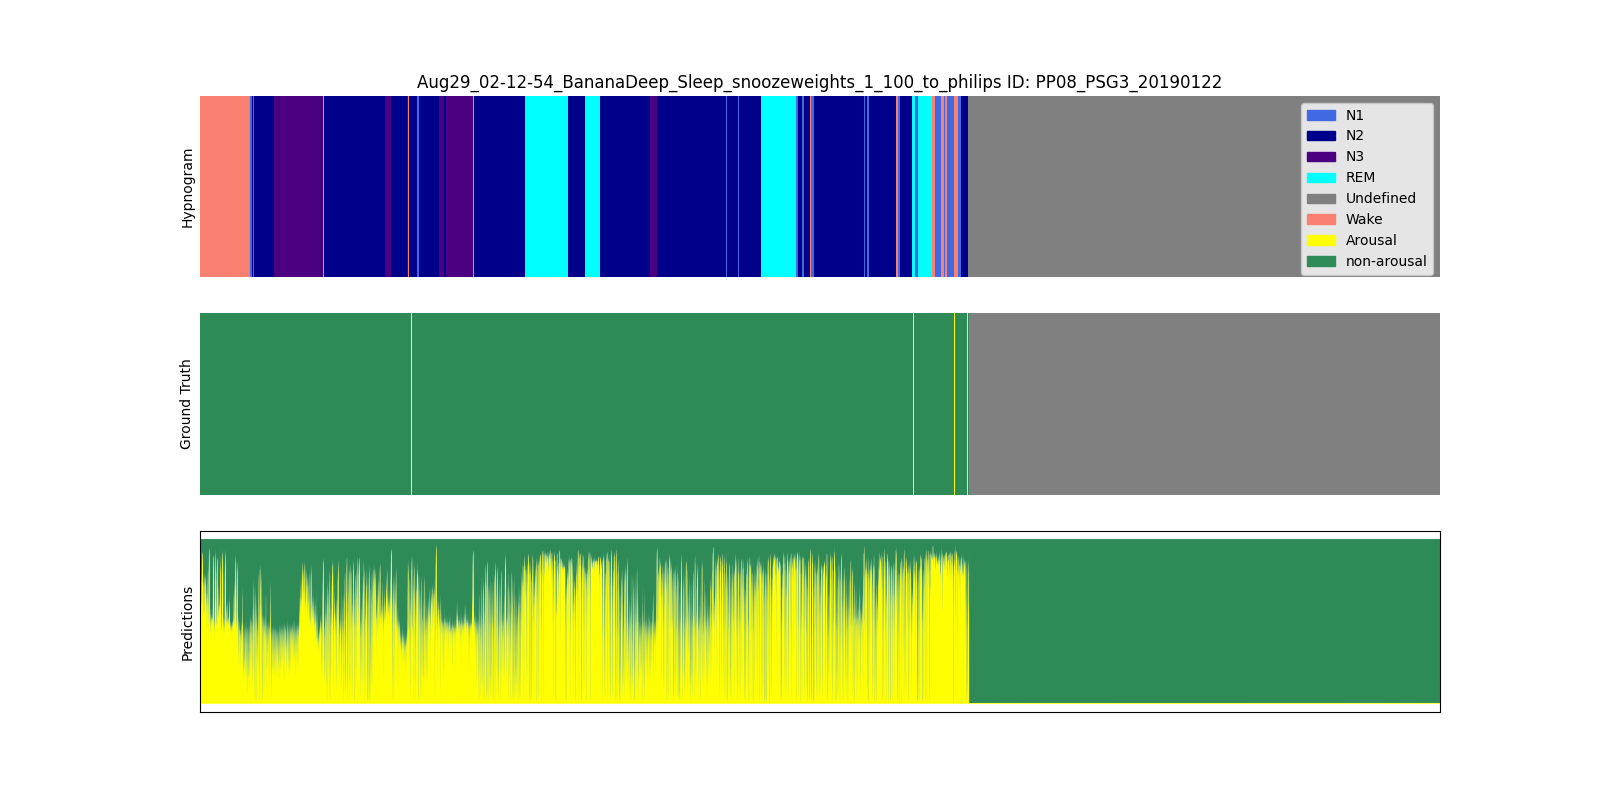 Aug29_02-12-54_BananaDeep_Sleep_snoozeweights_1_100_to_philips ID: PP08_PSG3_20190122
Hypnogram
N1
N2
N3
REM
Undefined
Wake
Arousal
non-arousal
Ground Truth
Predictions